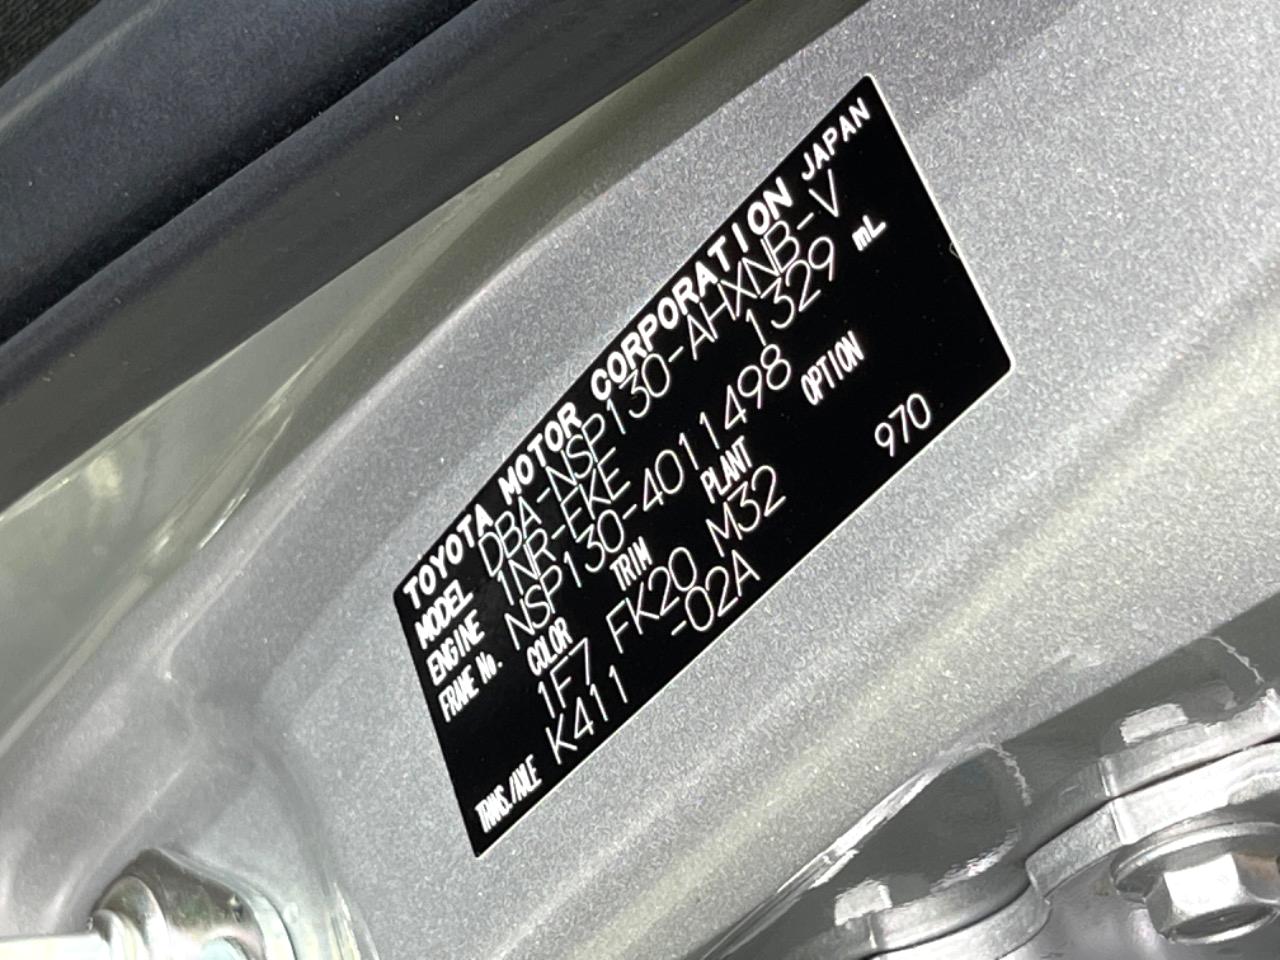 TOYOTA MOTOR CORPORATION JAPAN
MODEL DBA-NSP130-AHXNB-V
ENGINE 1NR-FKE 1329 mL
FRAME No. NSP130-4011498
COLOR TRIM PLANT OPTION
1F7 FK20 M32 970
TRANS./AXLE K411 -02A